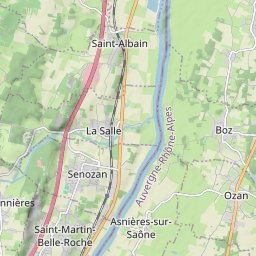 Saint-Albain
Auvergne-Rhône-Alpes
La Salle
Boz
Senozan
Ozan
nnières
Asnières-sur-
Saône
Saint-Martin-
Belle-Roche